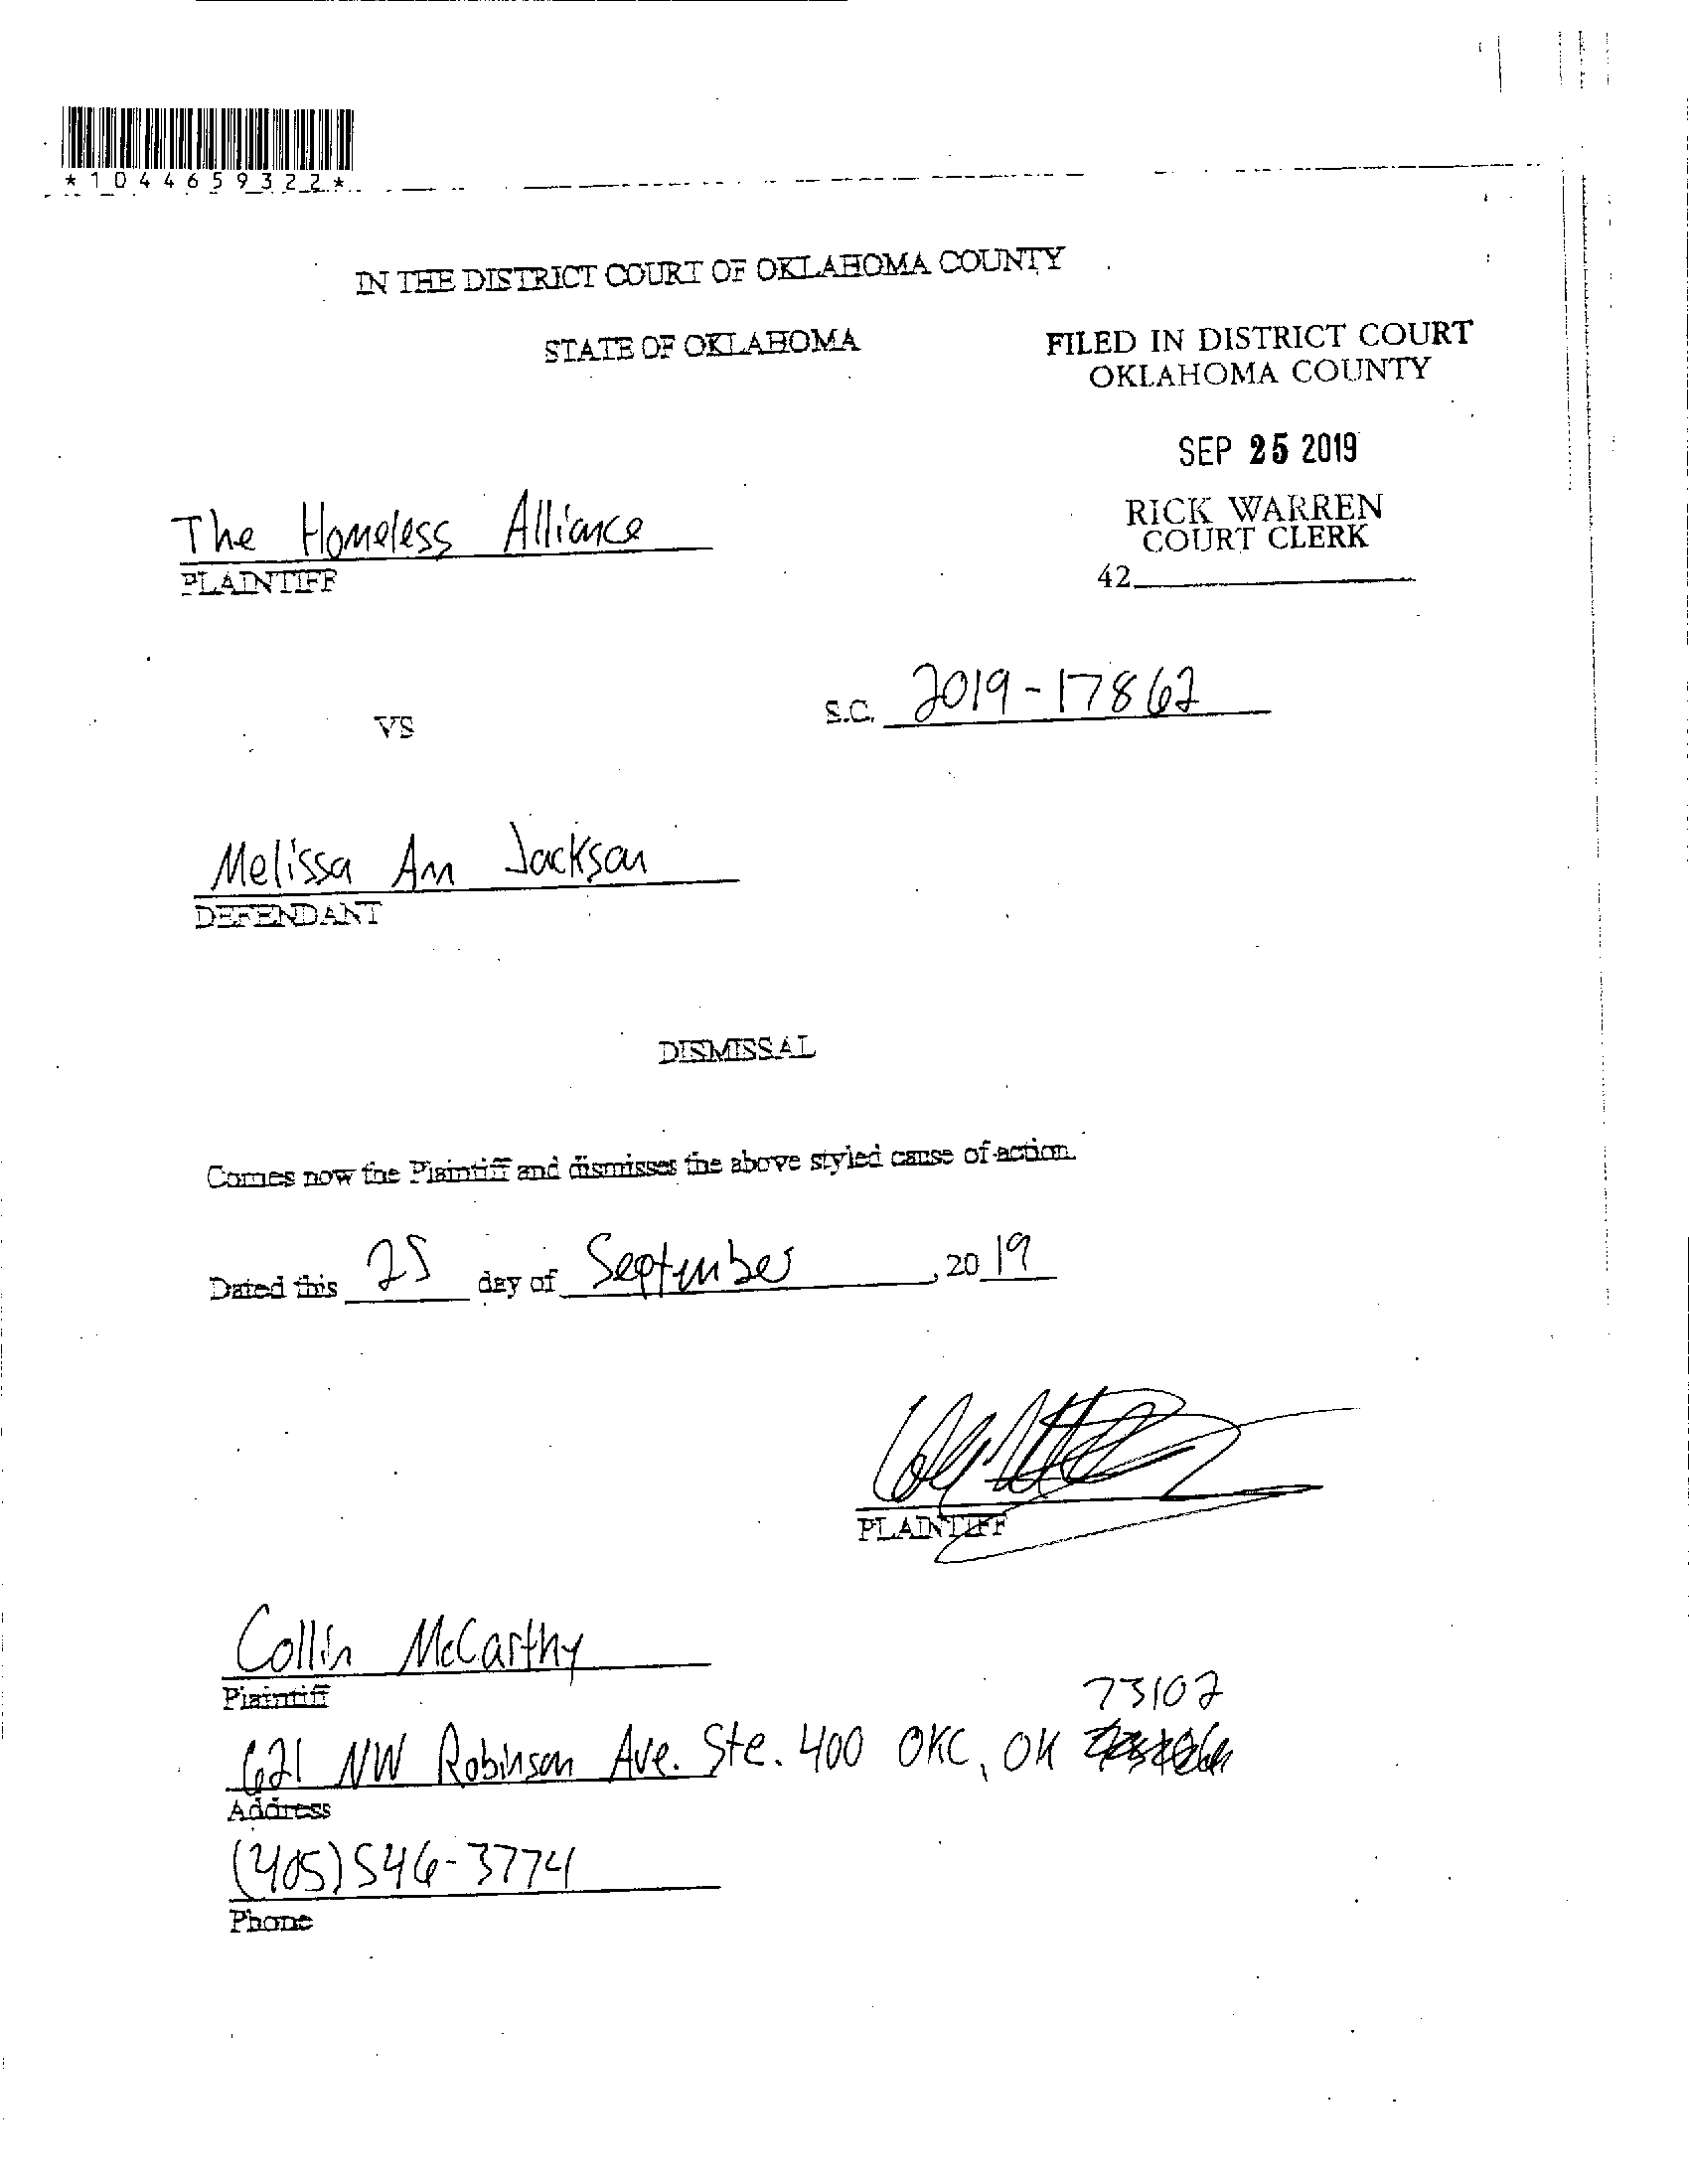 *1044659322*
IN THE DISTRICT COURT OF OKLAHOMA COUNTY
STATE OF OKLAHOMA
FILED IN DISTRICT COURT
OKLAHOMA COUNTY
SEP 25 2019
RICK WARREN
COURT CLERK
42
The Homeless Alliance
PLAINTIFF
VS
S.C. 2019-17862
Melissa Ann Jackson
DEFENDANT
DISMISSAL
Comes now the Plaintiff and dismisses the above styled cause of action.
Dated this 25 day of September, 2019
PLAINTIFF
Collin McCarthy
Plaintiff
73102
621 NW Robinson Ave. Ste. 400 OKC, OK
Address
(405)546-3774
Phone